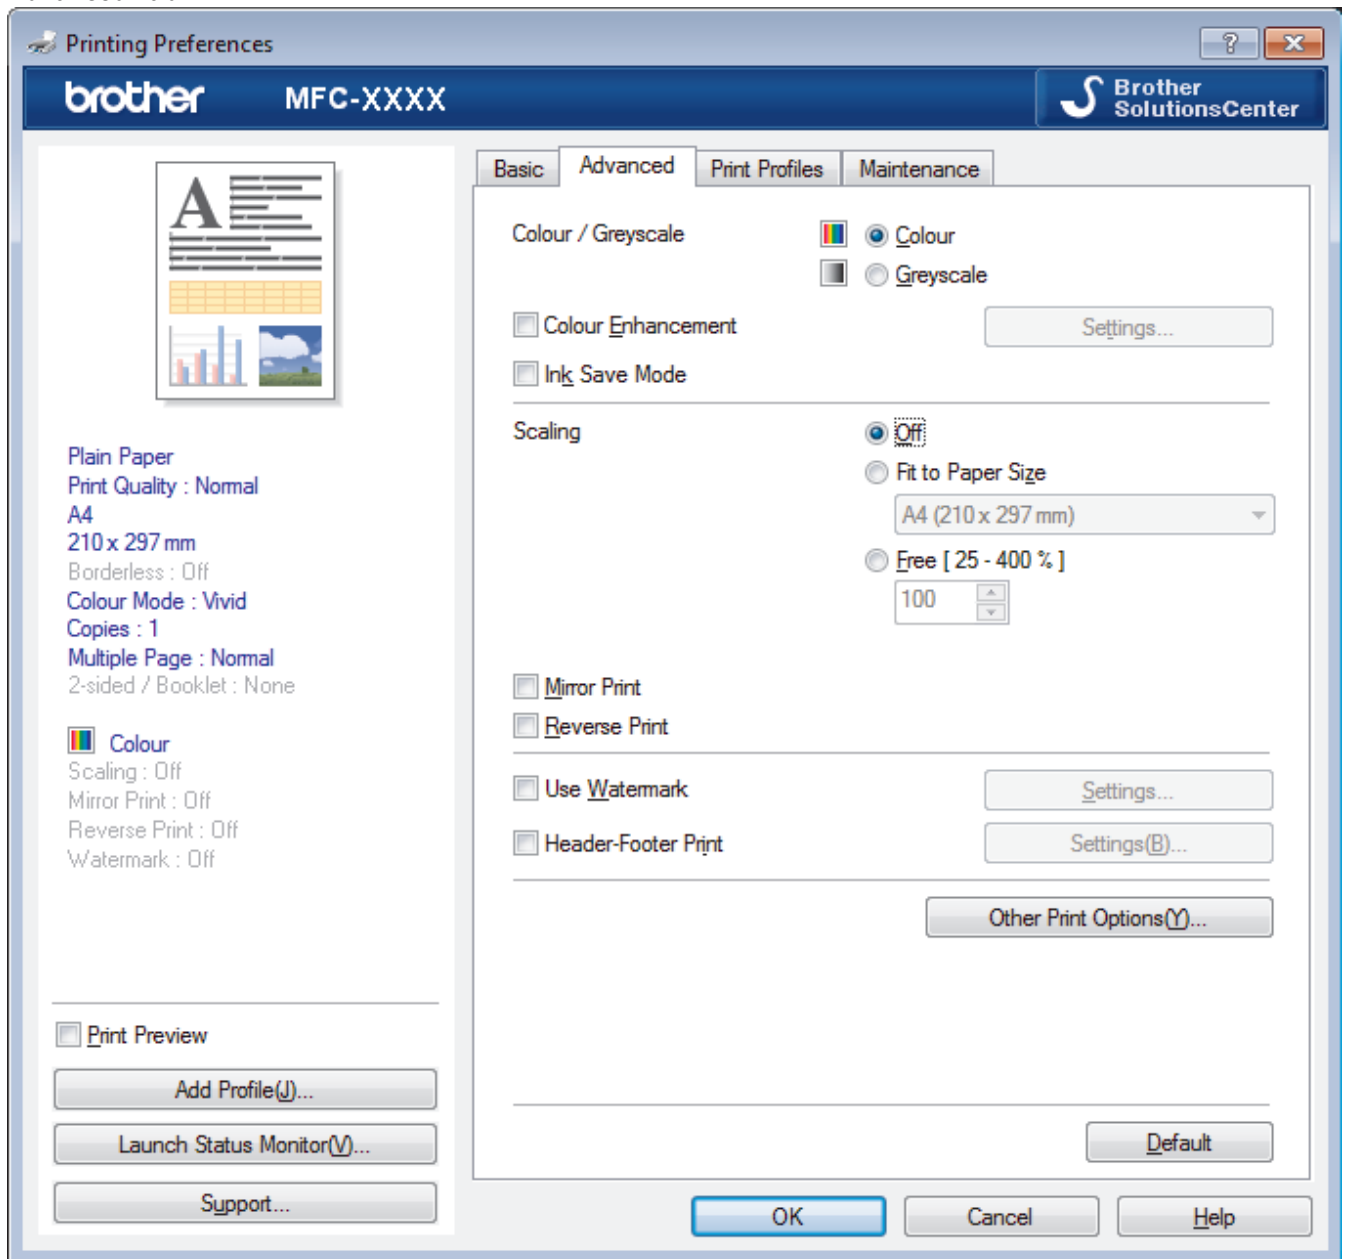 Printing Preferences
brother MFC-XXXX Brother SolutionsCenter
A
Plain Paper
Print Quality : Normal
A4
210 x 297 mm
Borderless : Off
Colour Mode : Vivid
Copies : 1
Multiple Page : Normal
2-sided / Booklet : None
Colour
Scaling : Off
Mirror Print : Off
Reverse Print : Off
Watermark : Off
Print Preview
Add Profile(J)...
Launch Status Monitor(V)...
Support...
Basic Advanced Print Profiles Maintenance
Colour / Greyscale Colour
Greyscale
Colour Enhancement Settings...
Ink Save Mode
Scaling Off
Fit to Paper Size
A4 (210 x 297 mm)
Free [ 25 - 400 % ]
100
Mirror Print
Reverse Print
Use Watermark Settings...
Header-Footer Print Settings(B)...
Other Print Options(Y)...
Default
OK Cancel Help